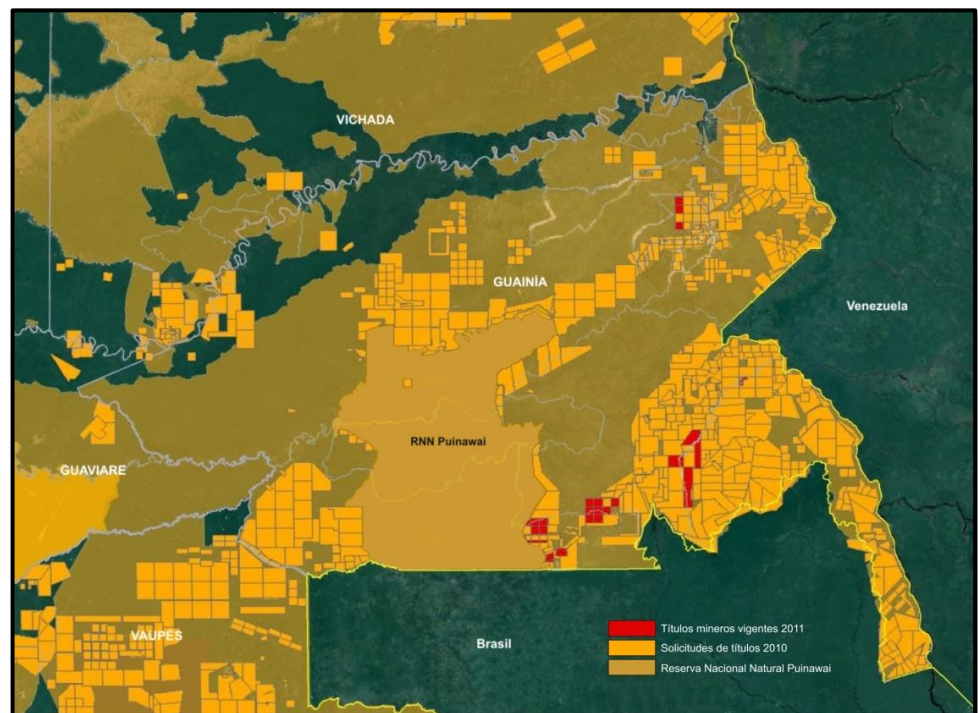 VICHADA
GUAINÍA
Venezuela
RNN Puinawai
GUAVIARE
VAUPÉS
Brasil
Títulos mineros vigentes 2011
Solicitudes de títulos 2010
Reserva Nacional Natural Puinawai